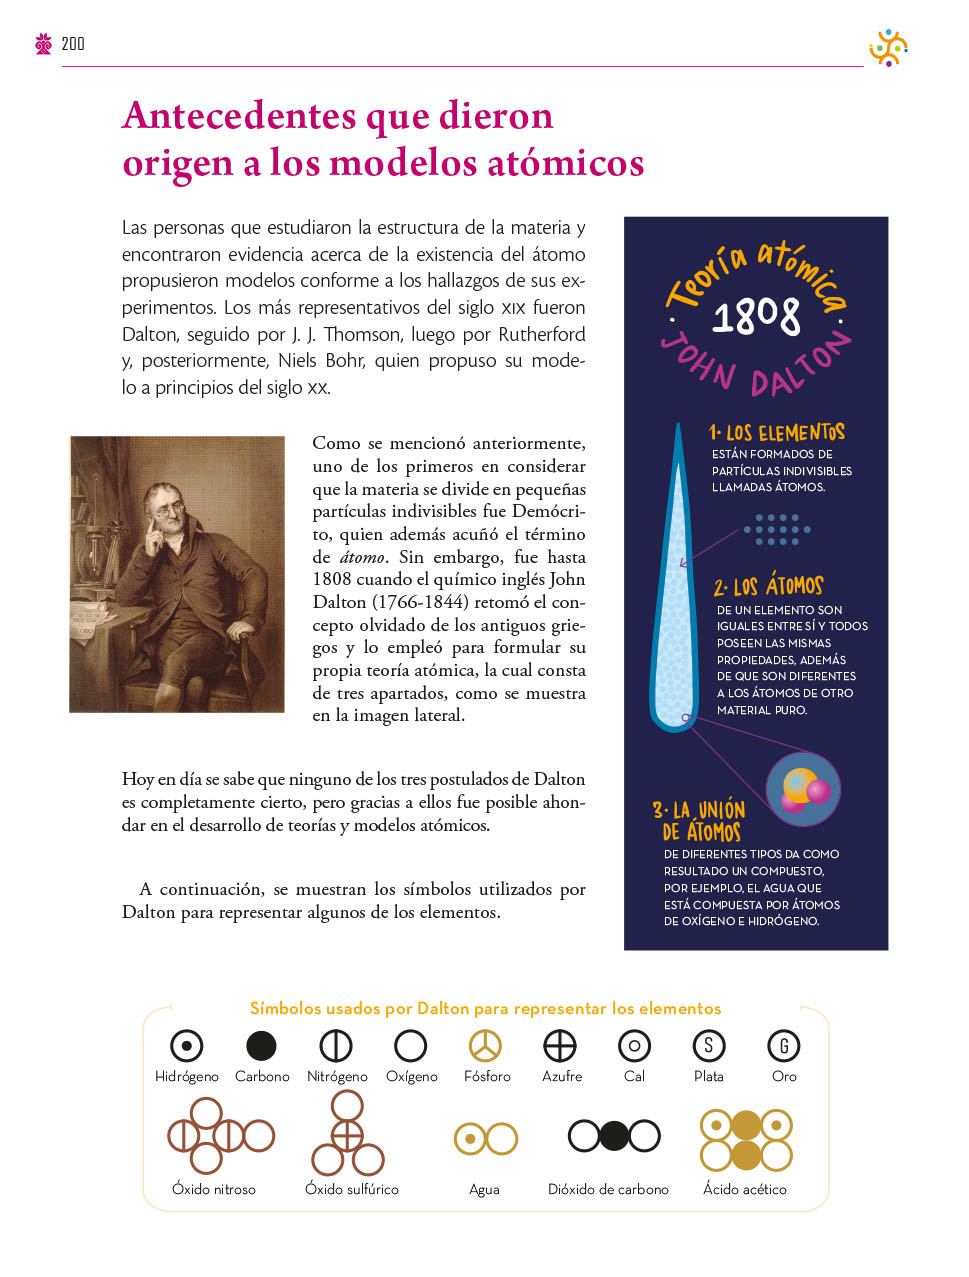 200
Antecedentes que dieron
origen a los modelos atómicos
Las personas que estudiaron la estructura de la materia y
encontraron evidencia acerca de la existencia del átomo
propusieron modelos conforme a los hallazgos de sus ex-
perimentos. Los más representativos del siglo XIX fueron
Dalton, seguido por J. J. Thomson, luego por Rutherford
y, posteriormente, Niels Bohr, quien propuso su mode-
lo a principios del siglo XX.
Como se mencionó anteriormente,
uno de los primeros en considerar
que la materia se divide en pequeñas
partículas indivisibles fue Demócri-
to, quien además acuñó el término
de átomo. Sin embargo, fue hasta
1808 cuando el químico inglés John
Dalton (1766-1844) retomó el con-
cepto olvidado de los antiguos grie-
gos y lo empleó para formular su
propia teoría atómica, la cual consta
de tres apartados, como se muestra
en la imagen lateral.
Hoy en día se sabe que ninguno de los tres postulados de Dalton
es completamente cierto, pero gracias a ellos fue posible ahon-
dar en el desarrollo de teorías y modelos atómicos.
A continuación, se muestran los símbolos utilizados por
Dalton para representar algunos de los elementos.
· Teoría atómica ·
1808
JOHN DALTON
1· LOS ELEMENTOS
ESTÁN FORMADOS DE
PARTÍCULAS INDIVISIBLES
LLAMADAS ÁTOMOS.
2· LOS ÁTOMOS
DE UN ELEMENTO SON
IGUALES ENTRE SÍ Y TODOS
POSEEN LAS MISMAS
PROPIEDADES, ADEMÁS
DE QUE SON DIFERENTES
A LOS ÁTOMOS DE OTRO
MATERIAL PURO.
3· LA UNIÓN
DE ÁTOMOS
DE DIFERENTES TIPOS DA COMO
RESULTADO UN COMPUESTO,
POR EJEMPLO, EL AGUA QUE
ESTÁ COMPUESTA POR ÁTOMOS
DE OXÍGENO E HIDRÓGENO.
Símbolos usados por Dalton para representar los elementos
S G
Hidrógeno Carbono Nitrógeno Oxígeno Fósforo Azufre Cal Plata Oro
Óxido nitroso Óxido sulfúrico Agua Dióxido de carbono Ácido acético